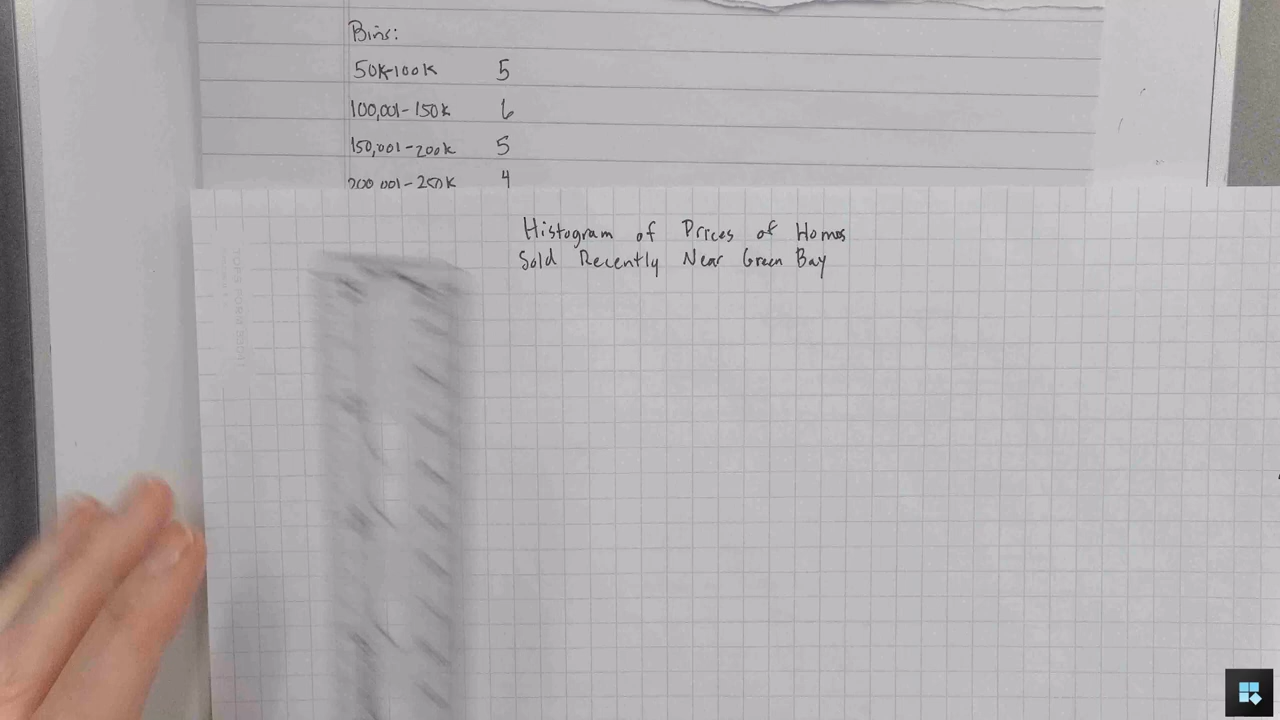 Bins:
50K-100K 5
100,001-150K 6
150,001-200K 5
200,001-250K 4
Histogram of Prices of Homes
Sold Recently Near Green Bay